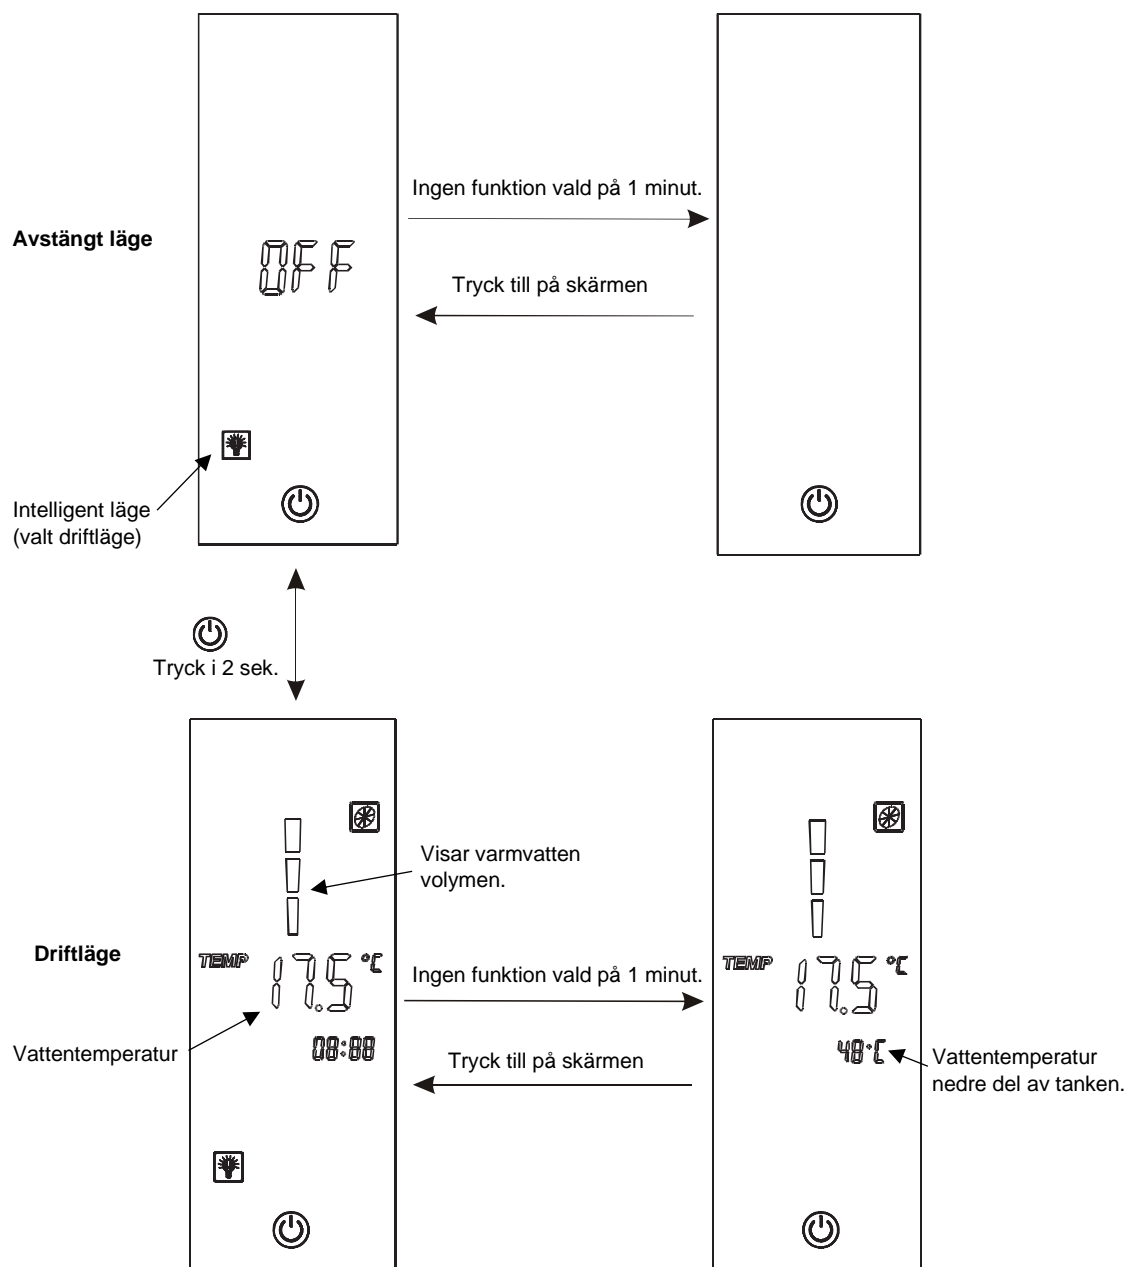 Ingen funktion vald på 1 minut.
Avstängt läge
OFF
Tryck till på skärmen
Intelligent läge
(valt driftläge)
Tryck i 2 sek.
Visar varmvatten
volymen.
Driftläge
TEMP 17.5 °C
Ingen funktion vald på 1 minut.
TEMP 17.5 °C
Vattentemperatur
08:88
Tryck till på skärmen
48°C
Vattentemperatur
nedre del av tanken.